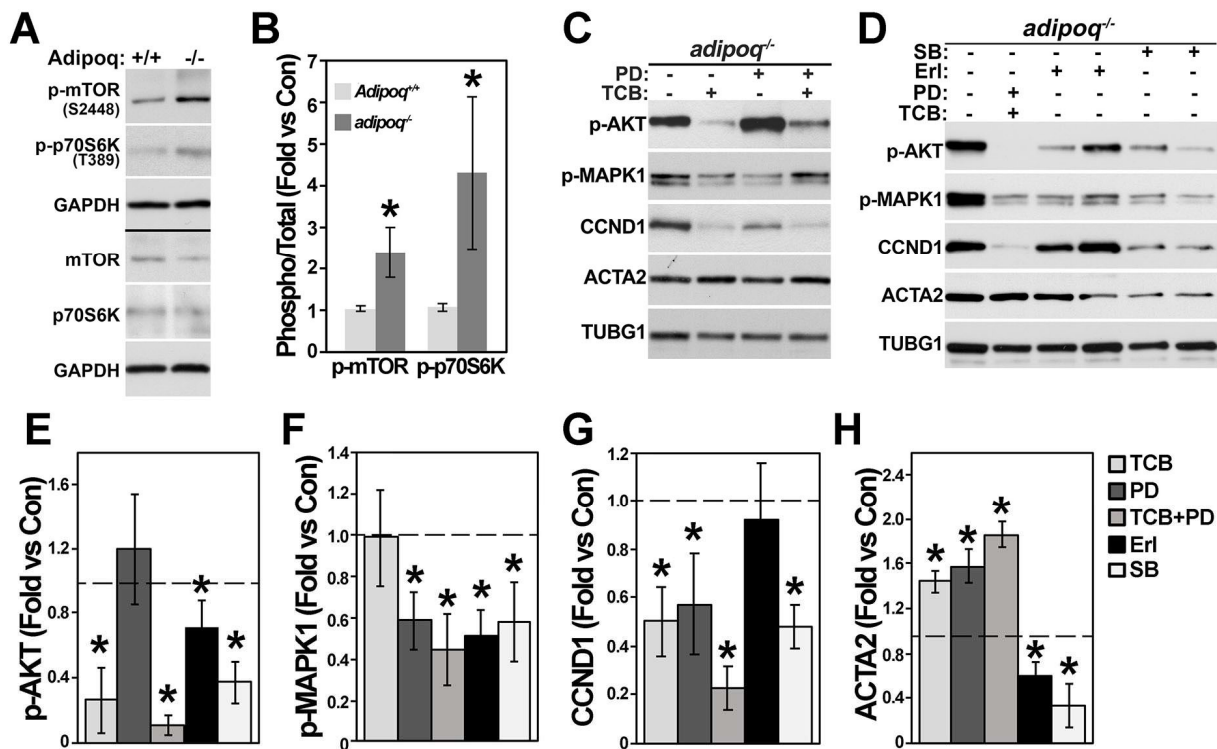 A
Adipoq: +/+ -/-
p-mTOR
(S2448)
p-p70S6K
(T389)
GAPDH
mTOR
p70S6K
GAPDH
B
Phospho/Total (Fold vs Con)
7
6
5
4
3
2
1
0
Adipoq+/+
adipoq-/-
*
*
p-mTOR p-p70S6K
C
adipoq-/-
PD: - - + +
TCB: - + - +
p-AKT
p-MAPK1
CCND1
ACTA2
TUBG1
D
adipoq-/-
SB: - - - - + +
Erl: - - + + - -
PD: - + - - - -
TCB: - + - - - -
p-AKT
p-MAPK1
CCND1
ACTA2
TUBG1
E
p-AKT (Fold vs Con)
1.6
1.2
0.8
0.4
0
* * * *
F
p-MAPK1 (Fold vs Con)
1.4
1.2
1.0
0.8
0.6
0.4
0.2
0
* * * *
G
CCND1 (Fold vs Con)
1.2
1.0
0.8
0.6
0.4
0.2
0
* * * *
H
ACTA2 (Fold vs Con)
2.4
2.0
1.6
1.2
0.8
0.4
0
* * * * *
TCB
PD
TCB+PD
Erl
SB